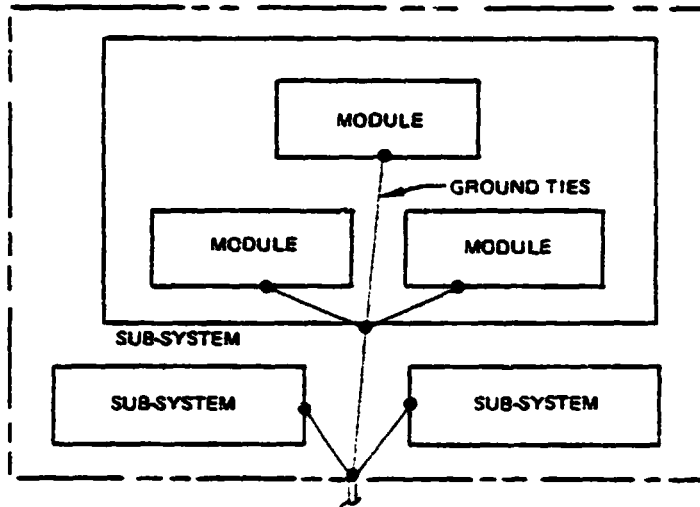 MODULE
GROUND TIES
MODULE
MODULE
SUB-SYSTEM
SUB-SYSTEM
SUB-SYSTEM